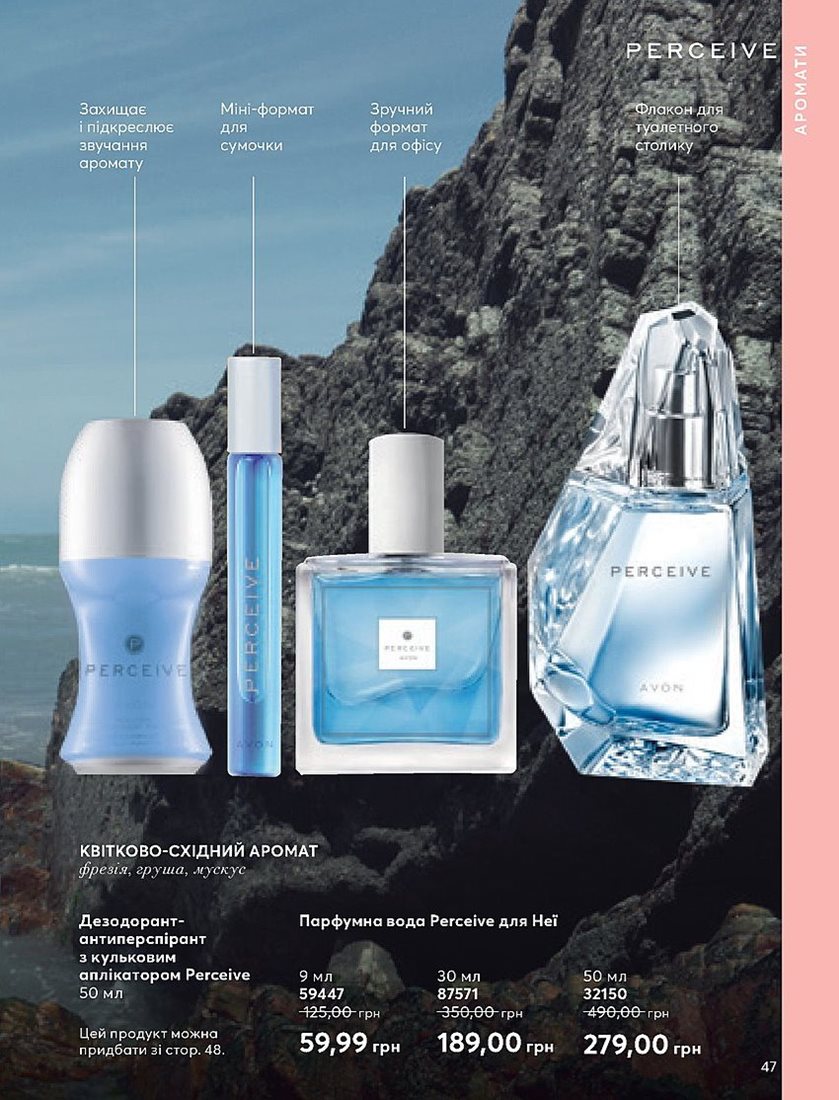 PERCEIVE
АРОМАТИ
Захищає
і підкреслює
звучання
аромату
Міні-формат
для
сумочки
Зручний
формат
для офісу
Флакон для
туалетного
столику
P
PERCEIVE
PERCEIVE
AVON
P
PERCEIVE
AVON
PERCEIVE
AVON
КВІТКОВО-СХІДНИЙ АРОМАТ
фрезія, груша, мускус
Дезодорант-
антиперспірант
з кульковим
аплікатором Perceive
50 мл
Цей продукт можна
придбати зі стор. 48.
Парфумна вода Perceive для Неї
9 мл
59447
125,00 грн
59,99 грн
30 мл
87571
350,00 грн
189,00 грн
50 мл
32150
490,00 грн
279,00 грн
47